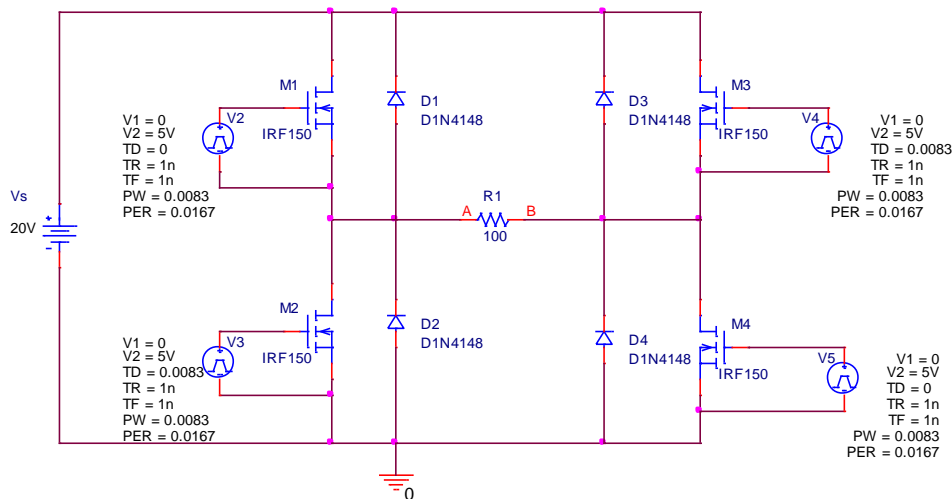 M1
IRF150
V2
V1 = 0
V2 = 5V
TD = 0
TR = 1n
TF = 1n
PW = 0.0083
PER = 0.0167
D1
D1N4148
D3
D1N4148
M3
IRF150
V4
V1 = 0
V2 = 5V
TD = 0.0083
TR = 1n
TF = 1n
PW = 0.0083
PER = 0.0167
Vs
20V
R1
A
B
100
M2
IRF150
V3
V1 = 0
V2 = 5V
TD = 0.0083
TR = 1n
TF = 1n
PW = 0.0083
PER = 0.0167
D2
D1N4148
D4
D1N4148
M4
IRF150
V5
V1 = 0
V2 = 5V
TD = 0
TR = 1n
TF = 1n
PW = 0.0083
PER = 0.0167
0